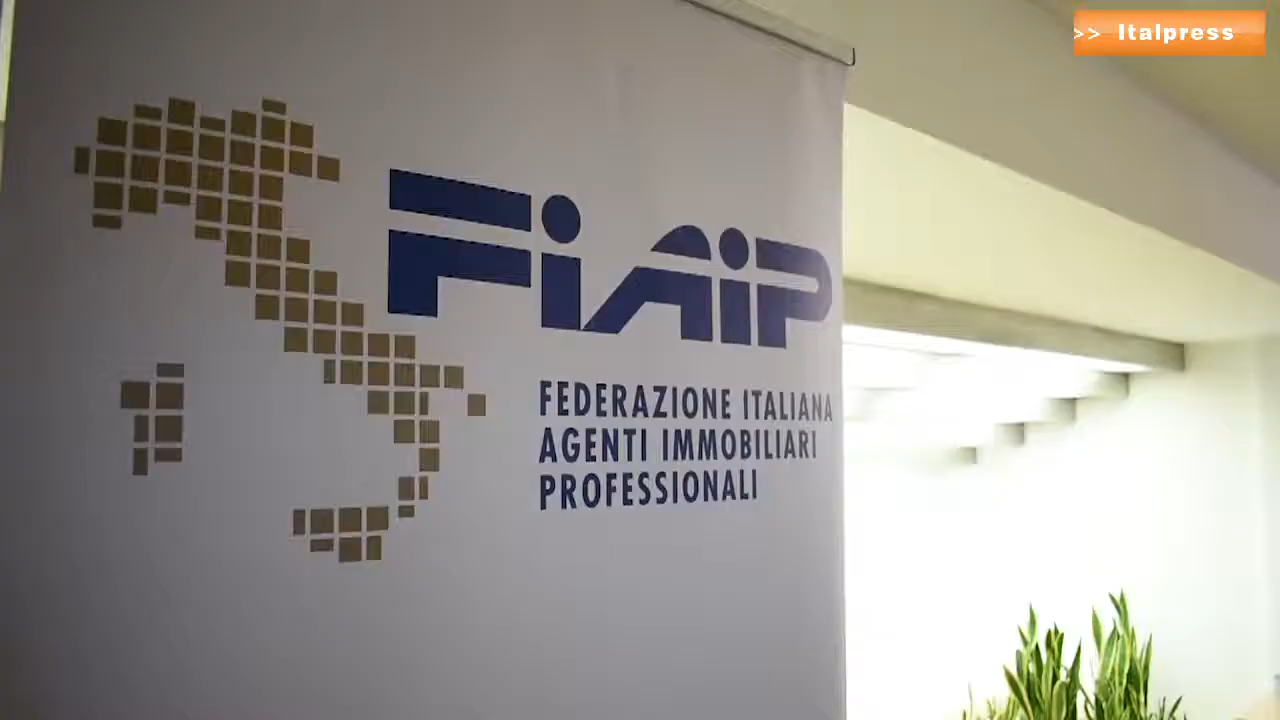 >> Italpress
FIAIP
FEDERAZIONE ITALIANA
AGENTI IMMOBILIARI
PROFESSIONALI